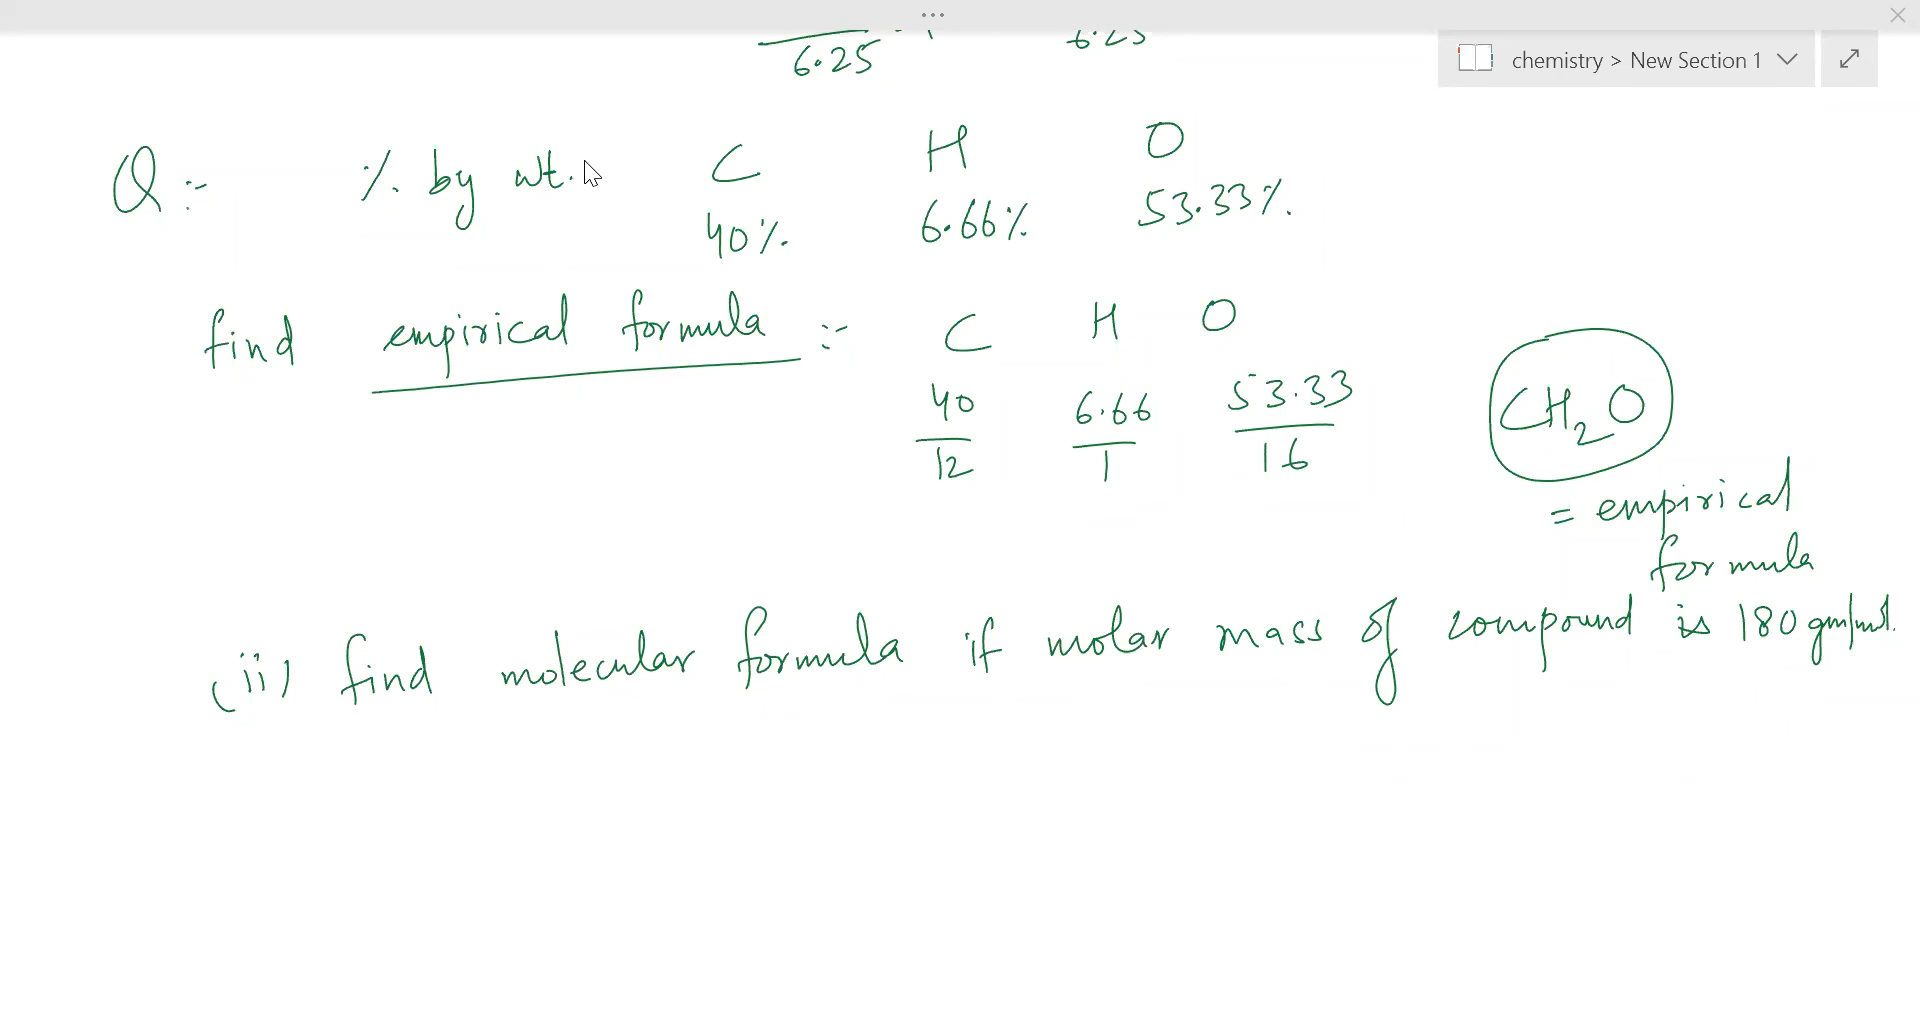 6.25
6.25
chemistry > New Section 1
Q :- % by wt. C H O
40% 6.66% 53.33%
find empirical formula :- C H O
40/12 6.66/1 53.33/16 CH₂O
= empirical
formula
(ii) find molecular formula if molar mass of compound is 180 gm/mol.